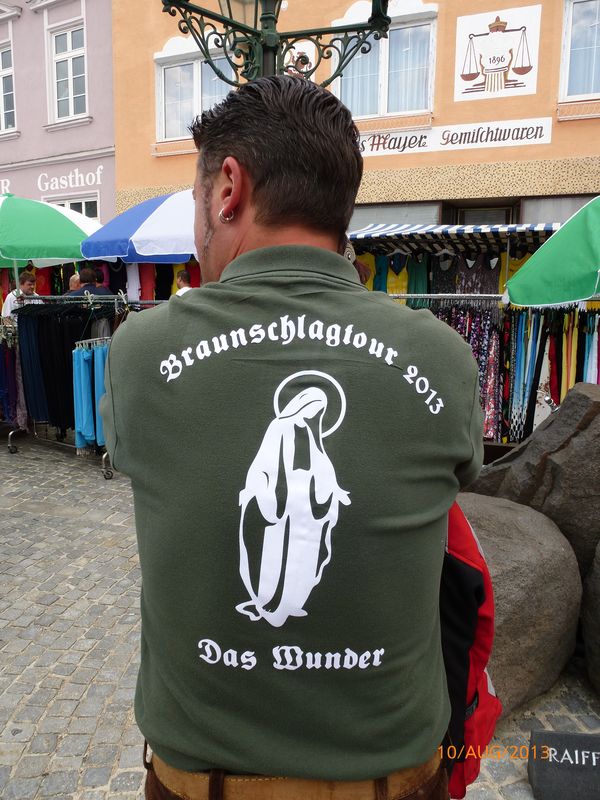 1896
Mayer Gemischtwaren
Gasthof
Braunschlagtour 2013
Das Wunder
10/AUG/2013
RAIFF